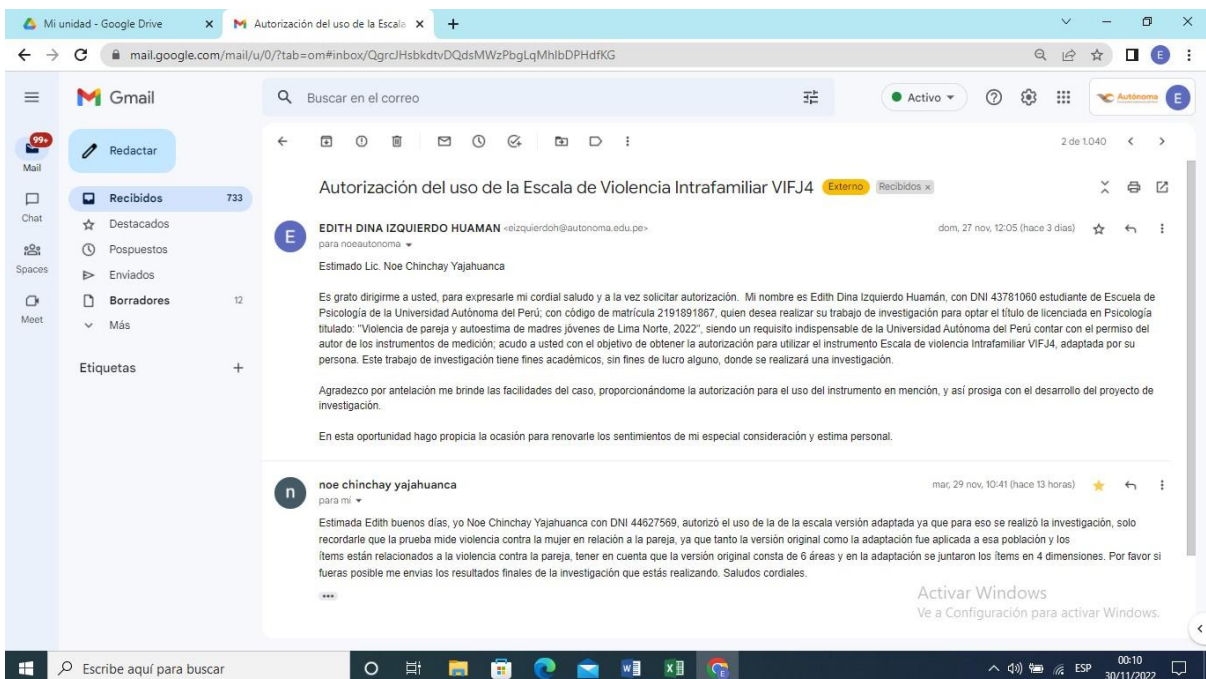 Mi unidad - Google Drive
Autorización del uso de la Escala
mail.google.com/mail/u/0/?tab=om#inbox/QgrcJHsbkdtvDQdsMWzPbgLqMhIbDPHdfKG
E
Gmail
Buscar en el correo
Activo
Autónoma
E
99+
Mail
Redactar
2 de 1.040
Recibidos 733
Chat
Destacados
Pospuestos
Spaces
Enviados
Borradores 12
Meet
Más
Etiquetas
Autorización del uso de la Escala de Violencia Intrafamiliar VIFJ4 Externo Recibidos x
E
EDITH DINA IZQUIERDO HUAMAN <eizquierdoh@autonoma.edu.pe> dom, 27 nov, 12:05 (hace 3 días)
para noeautonoma
Estimado Lic. Noe Chinchay Yajahuanca
Es grato dirigirme a usted, para expresarle mi cordial saludo y a la vez solicitar autorización. Mi nombre es Edith Dina Izquierdo Huamán, con DNI 43781060 estudiante de Escuela de
Psicología de la Universidad Autónoma del Perú; con código de matrícula 2191891867, quien desea realizar su trabajo de investigación para optar el título de licenciada en Psicología
titulado: "Violencia de pareja y autoestima de madres jóvenes de Lima Norte, 2022", siendo un requisito indispensable de la Universidad Autónoma del Perú contar con el permiso del
autor de los instrumentos de medición; acudo a usted con el objetivo de obtener la autorización para utilizar el instrumento Escala de violencia Intrafamiliar VIFJ4, adaptada por su
persona. Este trabajo de investigación tiene fines académicos, sin fines de lucro alguno, donde se realizará una investigación.
Agradezco por antelación me brinde las facilidades del caso, proporcionándome la autorización para el uso del instrumento en mención, y así prosiga con el desarrollo del proyecto de
investigación.
En esta oportunidad hago propicia la ocasión para renovarle los sentimientos de mi especial consideración y estima personal.
n
noe chinchay yajahuanca mar, 29 nov, 10:41 (hace 13 horas)
para mí
Estimada Edith buenos días, yo Noe Chinchay Yajahuanca con DNI 44627569, autorizó el uso de la de la escala versión adaptada ya que para eso se realizó la investigación, solo
recordarle que la prueba mide violencia contra la mujer en relación a la pareja, ya que tanto la versión original como la adaptación fue aplicada a esa población y los
ítems están relacionados a la violencia contra la pareja, tener en cuenta que la versión original consta de 6 áreas y en la adaptación se juntaron los ítems en 4 dimensiones. Por favor si
fueras posible me envias los resultados finales de la investigación que estás realizando. Saludos cordiales.
Activar Windows
Ve a Configuración para activar Windows.
Escribe aquí para buscar
ESP
00:10
30/11/2022